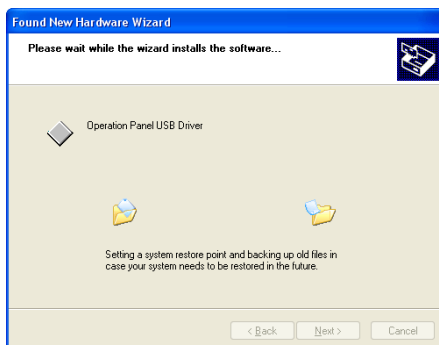 Found New Hardware Wizard
Please wait while the wizard installs the software...
Operation Panel USB Driver
Setting a system restore point and backing up old files in
case your system needs to be restored in the future.
< Back
Next >
Cancel